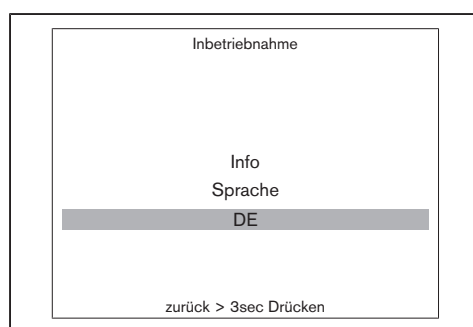 Inbetriebnahme
Info
Sprache
DE
zurück > 3sec Drücken